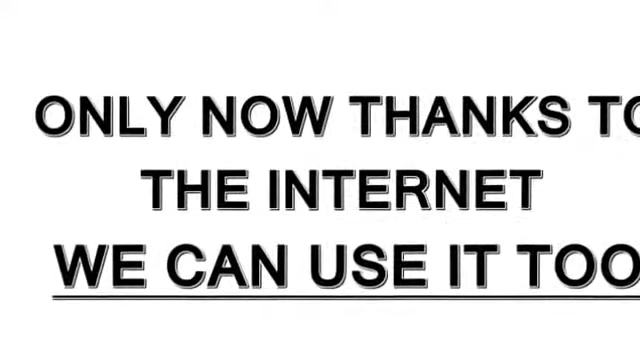 ONLY NOW THANKS TO
THE INTERNET
WE CAN USE IT TOO